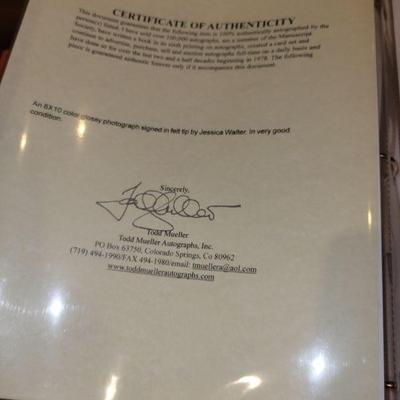 CERTIFICATE OF AUTHENTICITY
This document guarantees that the following item is 100% authentically autographed by the
person(s) listed. I have sold over 100,000 autographs, am a member of the Manuscript
Society, have written a book in its sixth printing on autographs, created a card set and
continue to advertise, purchase, sell and auction autographs full-time on a daily basis and
have done so for over the last two and a half decades beginning in 1978. The following
piece is guaranteed authentic forever only if it accompanies this document.
An 8X10 color glossy photograph signed in felt tip by Jessica Walter. In very good
condition.
Sincerely,
Todd Mueller
Todd Mueller Autographs, Inc.
PO Box 63750, Colorado Springs, Co 80962
(719) 494-1990/FAX 494-1980/email: tmuellera@aol.com
www.toddmuellerautographs.com